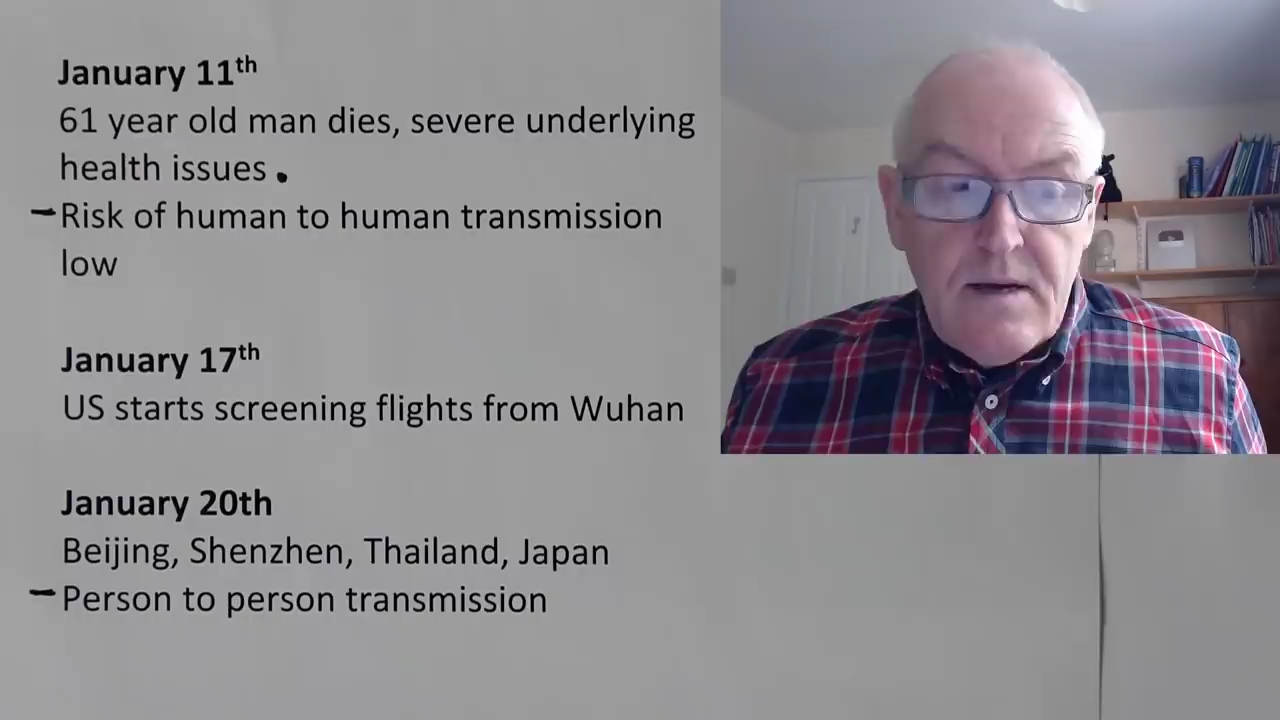 January 11th
61 year old man dies, severe underlying
health issues.
–Risk of human to human transmission
low
January 17th
US starts screening flights from Wuhan
January 20th
Beijing, Shenzhen, Thailand, Japan
–Person to person transmission